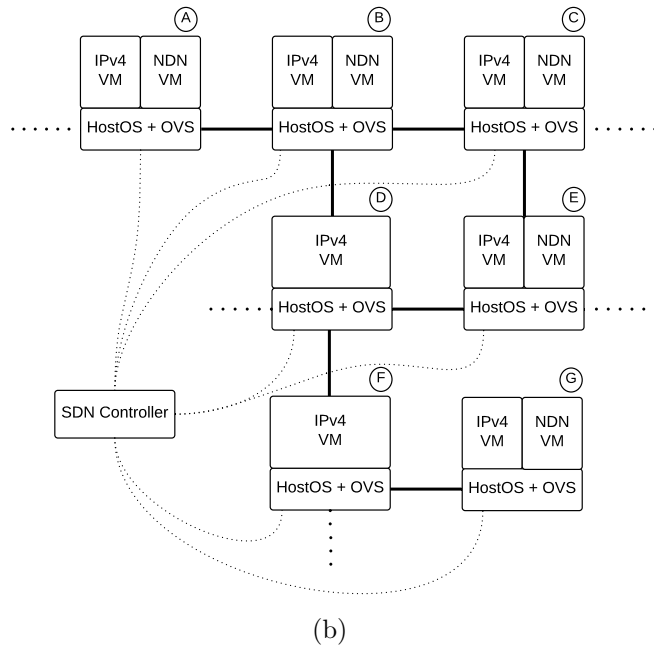 A
B
C
IPv4
VM
NDN
VM
IPv4
VM
NDN
VM
IPv4
VM
NDN
VM
HostOS + OVS
HostOS + OVS
HostOS + OVS
D
E
IPv4
VM
IPv4
VM
NDN
VM
HostOS + OVS
HostOS + OVS
F
G
SDN Controller
IPv4
VM
IPv4
VM
NDN
VM
HostOS + OVS
HostOS + OVS
(b)